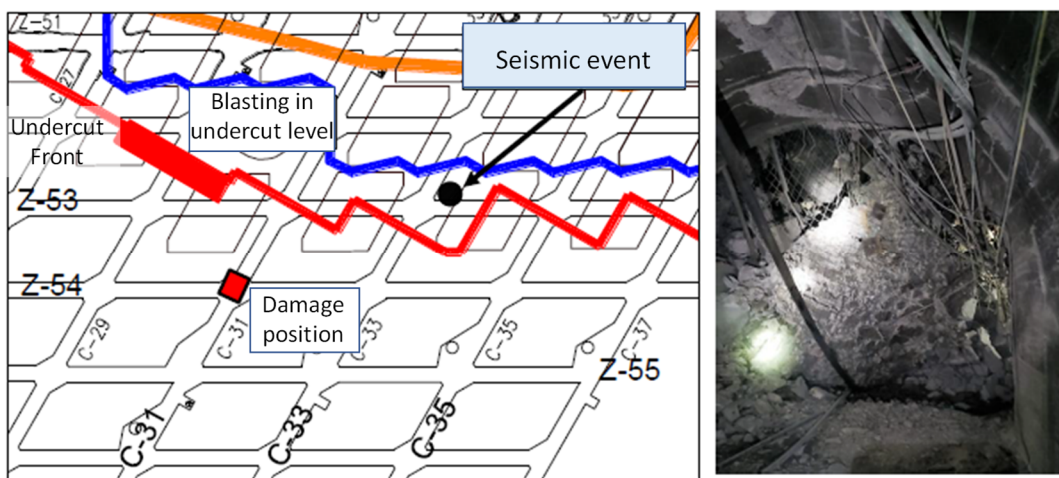 Z-51
C-27
Seismic event
Blasting in
undercut level
Undercut
Front
Z-53
Z-54
Damage
position
C-29
C-31
C-33
C-35
C-37
Z-55
C-31
C-33
C-35